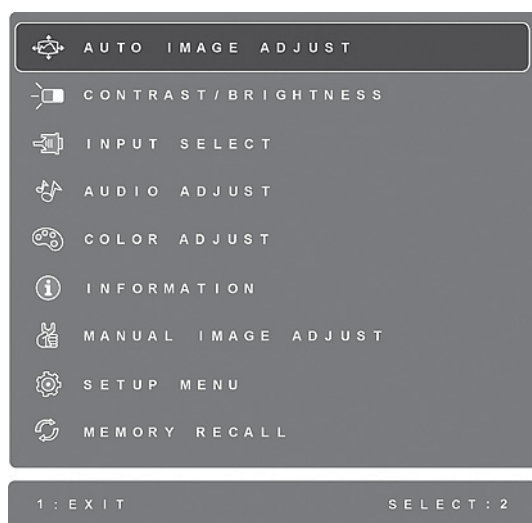 AUTO IMAGE ADJUST
CONTRAST/BRIGHTNESS
INPUT SELECT
AUDIO ADJUST
COLOR ADJUST
INFORMATION
MANUAL IMAGE ADJUST
SETUP MENU
MEMORY RECALL
1:EXIT SELECT:2